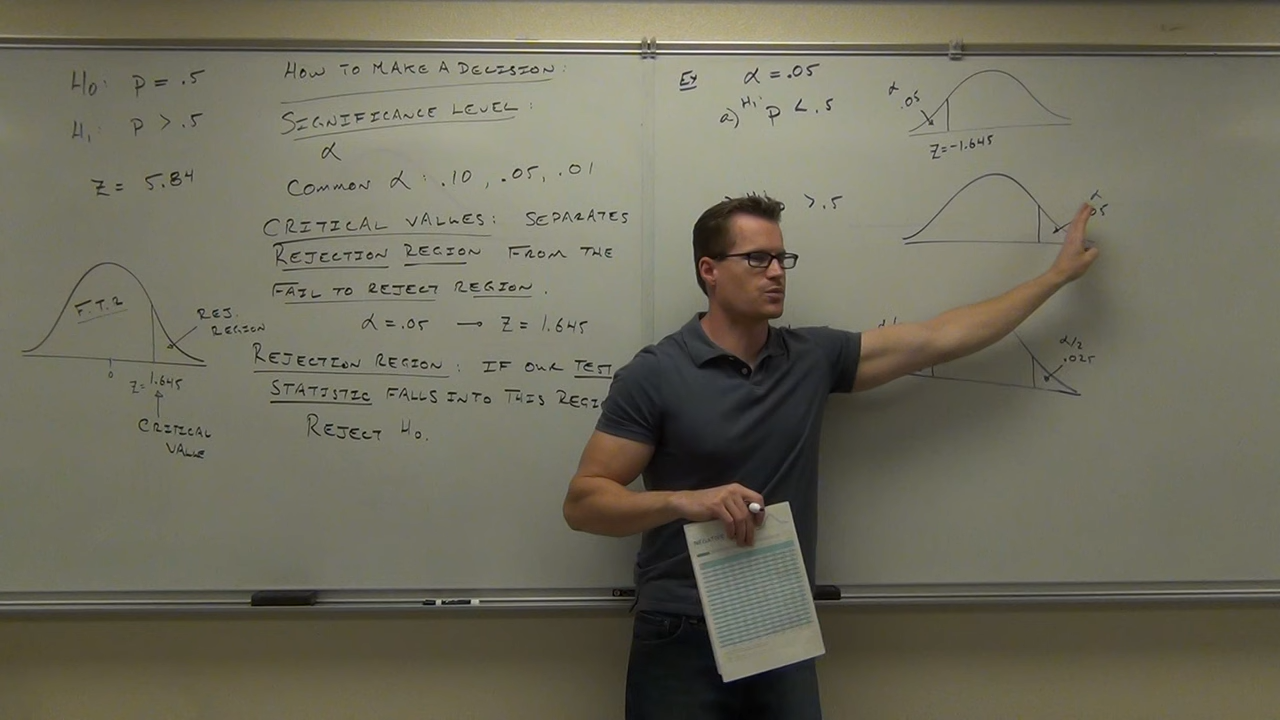 H₀: p = .5
H₁: p > .5
Z = 5.84
F.T.R
REJ.
REGION
0
Z=1.645
CRITICAL
VALUE
HOW TO MAKE A DECISION:
SIGNIFICANCE LEVEL:
α
COMMON α: .10, .05, .01
CRITICAL VALUES: SEPARATES
REJECTION REGION FROM THE
FAIL TO REJECT REGION.
α=.05 → Z = 1.645
REJECTION REGION: IF OUR TEST
STATISTIC FALLS INTO THIS
REJECT H₀.
Ex α = .05
a) H₁: p < .5
α
.05
Z=-1.645
> .5
α
α/2
.025
NEGATIVE